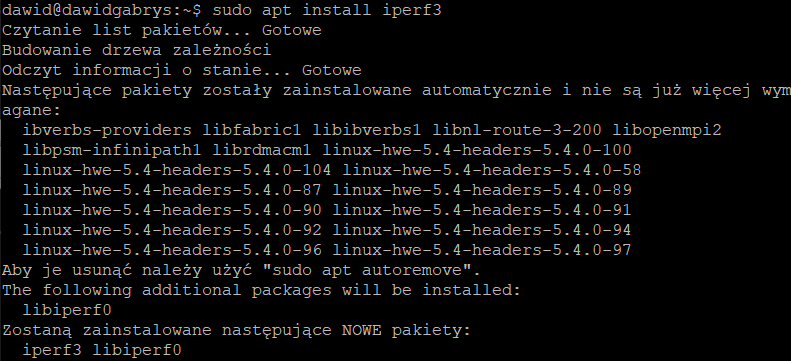 dawid@dawidgabrys:~$ sudo apt install iperf3
Czytanie list pakietów... Gotowe
Budowanie drzewa zależności
Odczyt informacji o stanie... Gotowe
Następujące pakiety zostały zainstalowane automatycznie i nie są już więcej wym
agane:
  ibverbs-providers libfabric1 libibverbs1 libnl-route-3-200 libopenmpi2
  libpsm-infinipath1 librdmacm1 linux-hwe-5.4-headers-5.4.0-100
  linux-hwe-5.4-headers-5.4.0-104 linux-hwe-5.4-headers-5.4.0-58
  linux-hwe-5.4-headers-5.4.0-87 linux-hwe-5.4-headers-5.4.0-89
  linux-hwe-5.4-headers-5.4.0-90 linux-hwe-5.4-headers-5.4.0-91
  linux-hwe-5.4-headers-5.4.0-92 linux-hwe-5.4-headers-5.4.0-94
  linux-hwe-5.4-headers-5.4.0-96 linux-hwe-5.4-headers-5.4.0-97
Aby je usunąć należy użyć "sudo apt autoremove".
The following additional packages will be installed:
  libiperf0
Zostaną zainstalowane następujące NOWE pakiety:
  iperf3 libiperf0